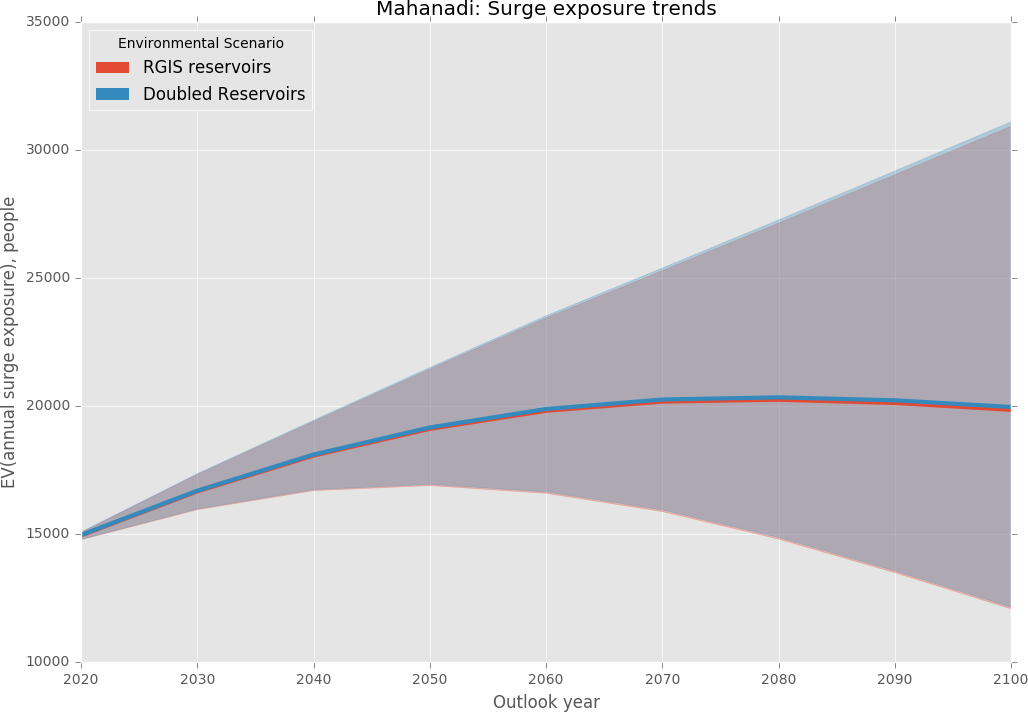 Mahanadi: Surge exposure trends
Environmental Scenario
RGIS reservoirs
Doubled Reservoirs
EV(annual surge exposure), people
35000
30000
25000
20000
15000
10000
2020 2030 2040 2050 2060 2070 2080 2090 2100
Outlook year